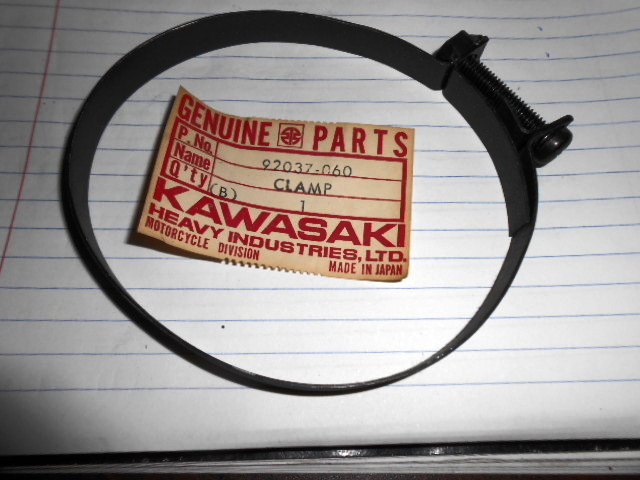 GENUINE PARTS
P. No. 92037-060
Name CLAMP
Q'ty (B) 1
KAWASAKI
HEAVY INDUSTRIES, LTD.
MOTORCYCLE DIVISION MADE IN JAPAN